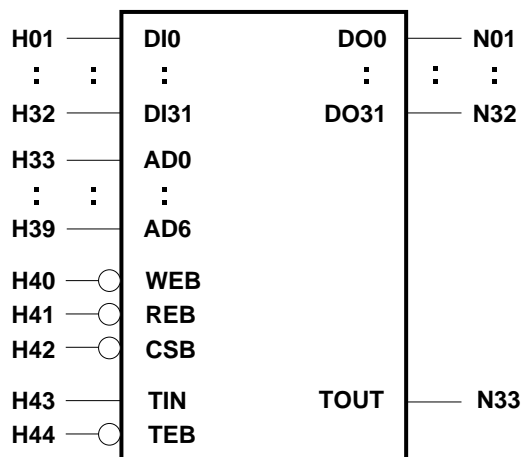 H01 DI0 DO0 N01
: : : : : :
H32 DI31 DO31 N32
H33 AD0
: : :
H39 AD6
H40 WEB
H41 REB
H42 CSB
H43 TIN TOUT N33
H44 TEB